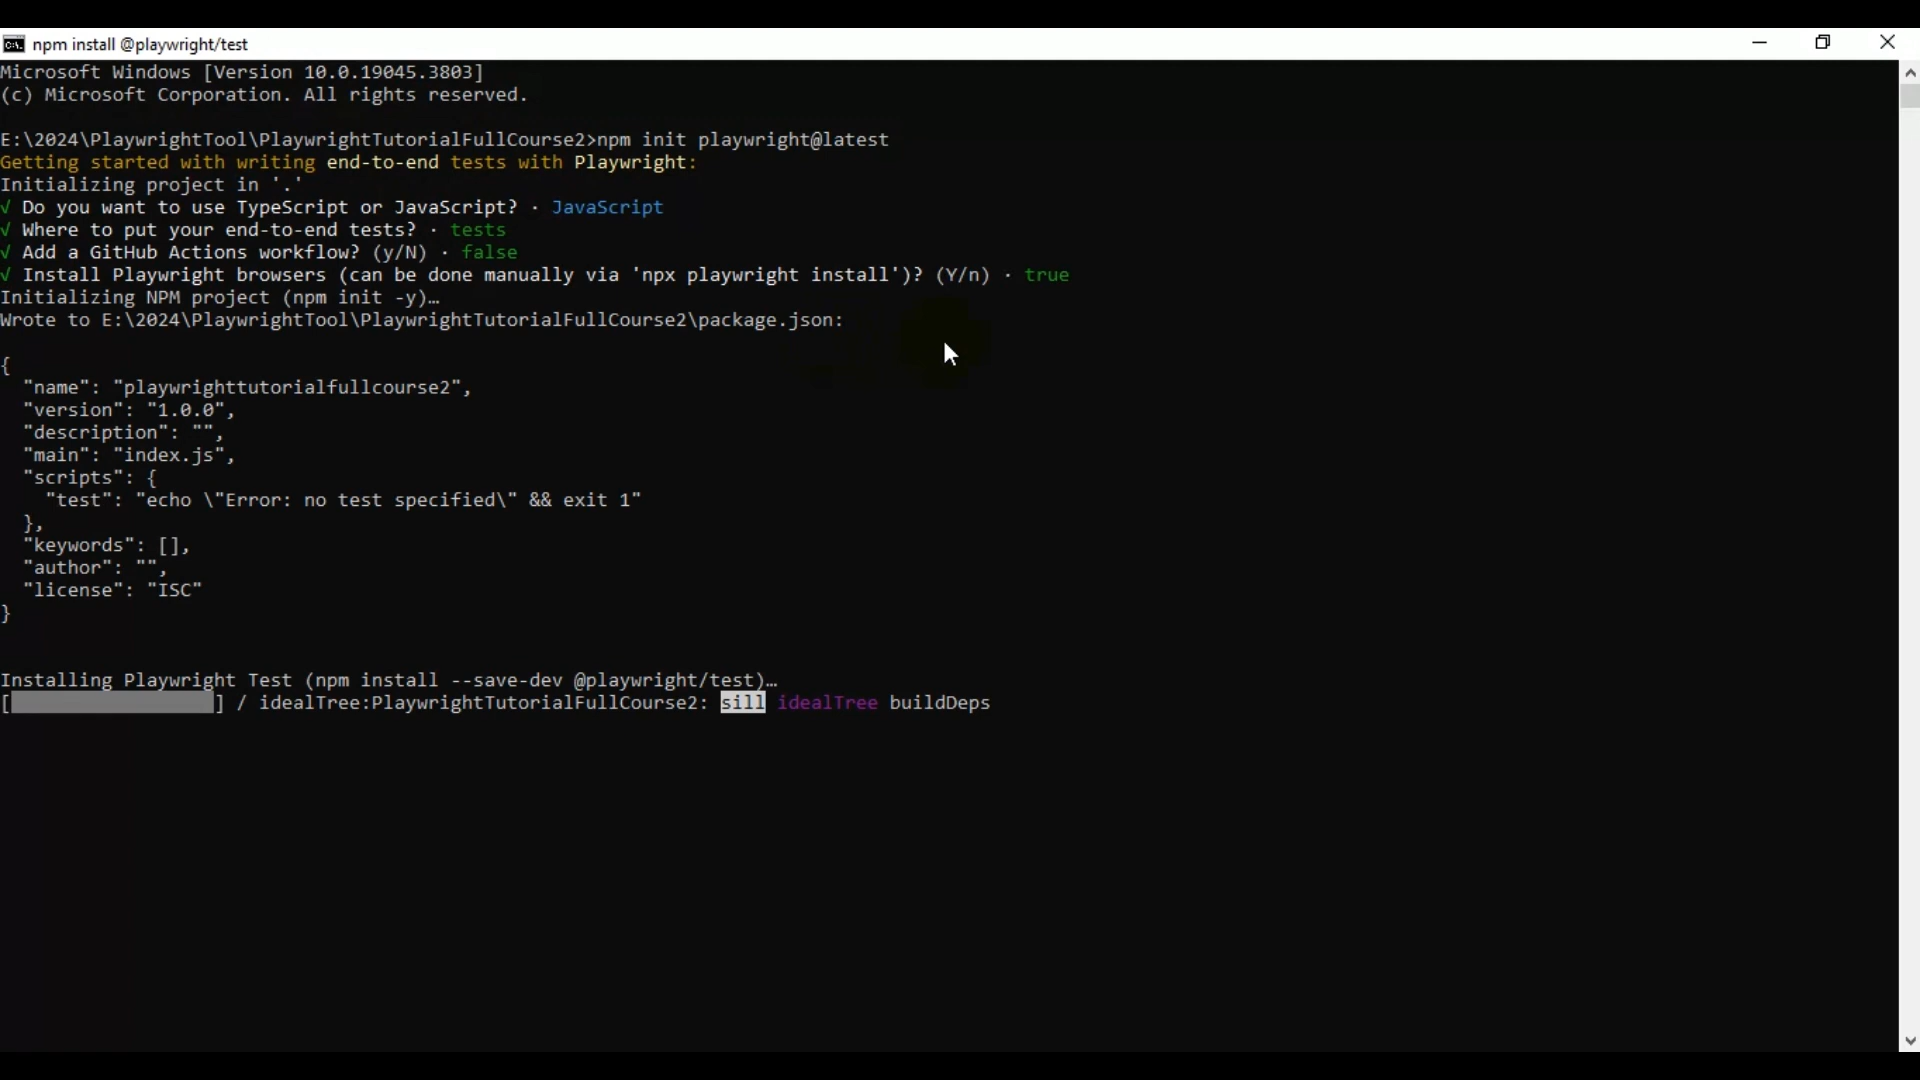 npm install @playwright/test
Microsoft Windows [Version 10.0.19045.3803]
(c) Microsoft Corporation. All rights reserved.
E:\2024\PlaywrightTool\PlaywrightTutorialFullCourse2>npm init playwright@latest
Getting started with writing end-to-end tests with Playwright:
Initializing project in '.'
√ Do you want to use TypeScript or JavaScript? · JavaScript
√ Where to put your end-to-end tests? · tests
√ Add a GitHub Actions workflow? (y/N) · false
√ Install Playwright browsers (can be done manually via 'npx playwright install')? (Y/n) · true
Initializing NPM project (npm init -y)…
Wrote to E:\2024\PlaywrightTool\PlaywrightTutorialFullCourse2\package.json:
{
  "name": "playwrighttutorialfullcourse2",
  "version": "1.0.0",
  "description": "",
  "main": "index.js",
  "scripts": {
    "test": "echo \"Error: no test specified\" && exit 1"
  },
  "keywords": [],
  "author": "",
  "license": "ISC"
}
Installing Playwright Test (npm install --save-dev @playwright/test)…
[                  ] / idealTree:PlaywrightTutorialFullCourse2: sill idealTree buildDeps